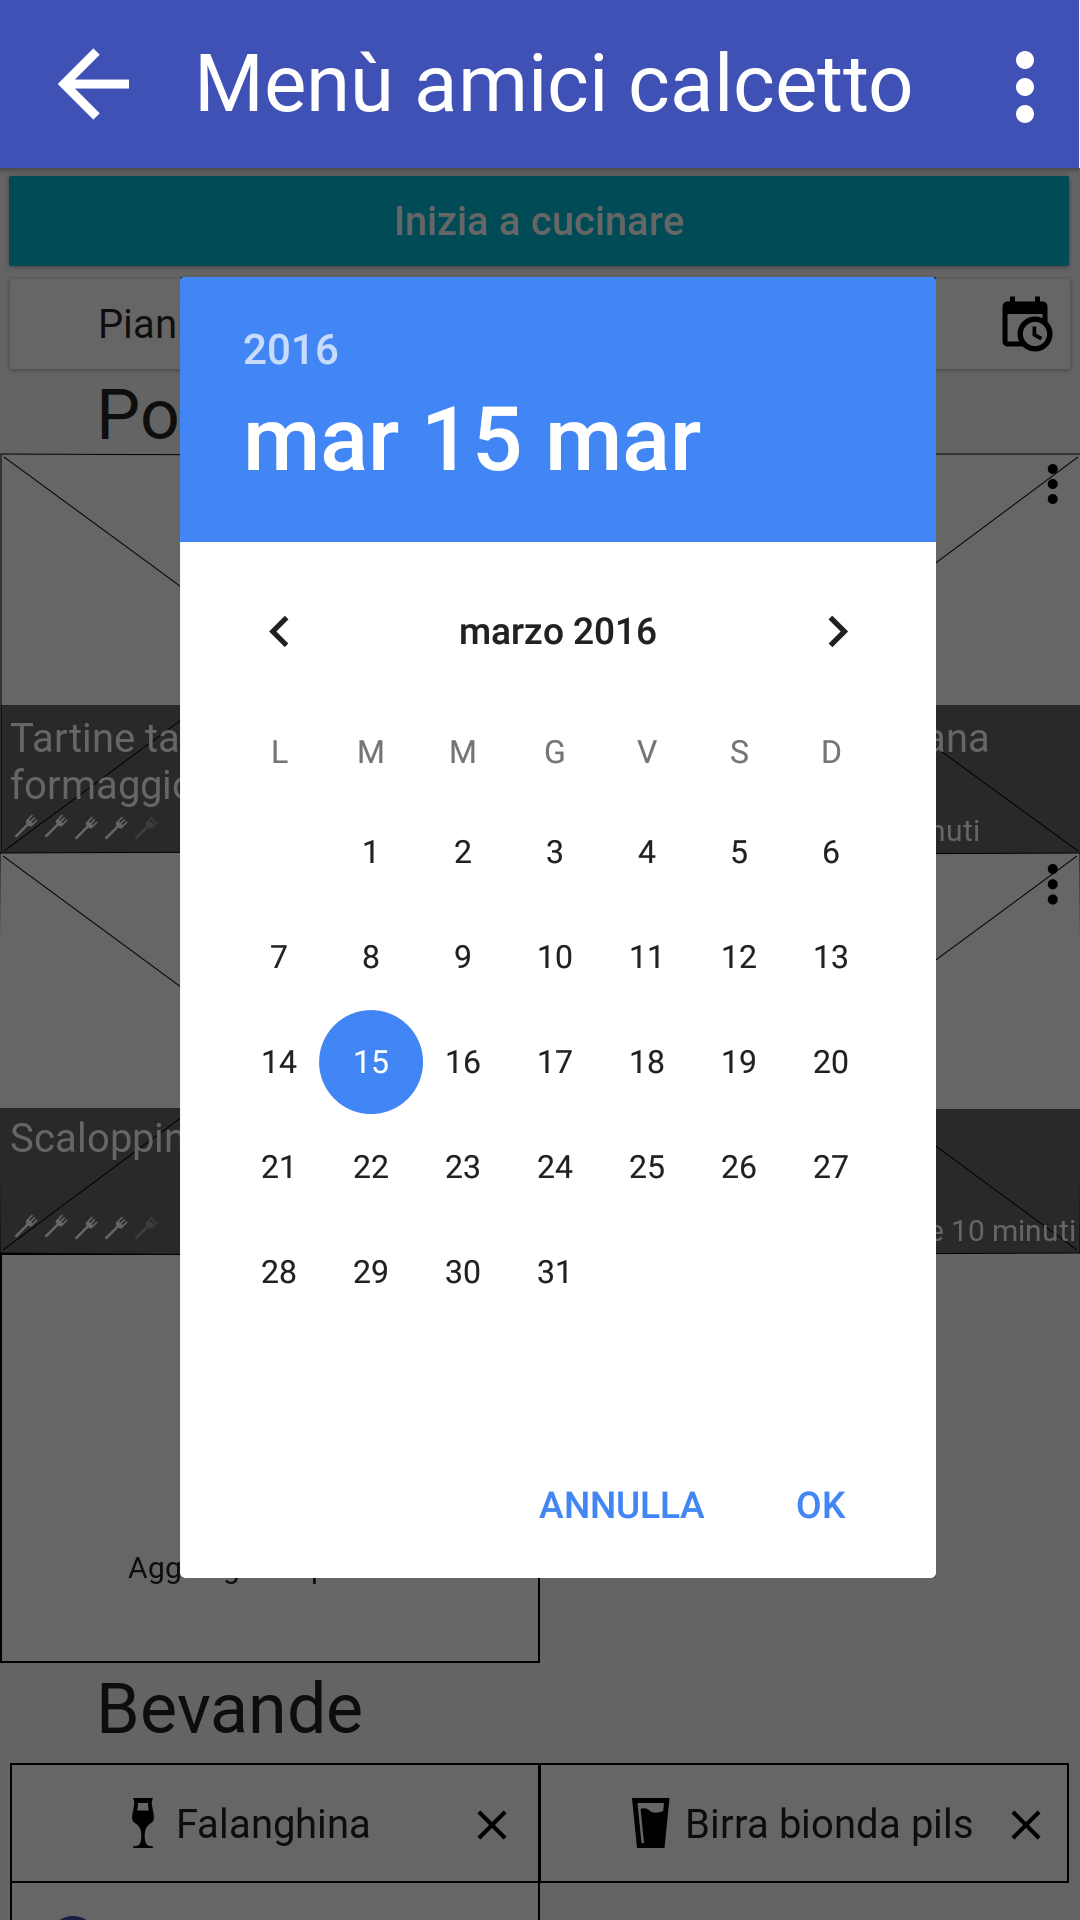 Menù amici calcetto
Inizia a cucinare
Pian
2016
mar 15 mar
Po
marzo 2016
L M M G V S D
1 2 3 4 5 6
7 8 9 10 11 12 13
14 15 16 17 18 19 20
21 22 23 24 25 26 27
28 29 30 31
ANNULLA OK
Tartine ta
formaggio
ana
nuti
Scaloppin
e 10 minuti
Agg
Bevande
Falanghina
Birra bionda pils